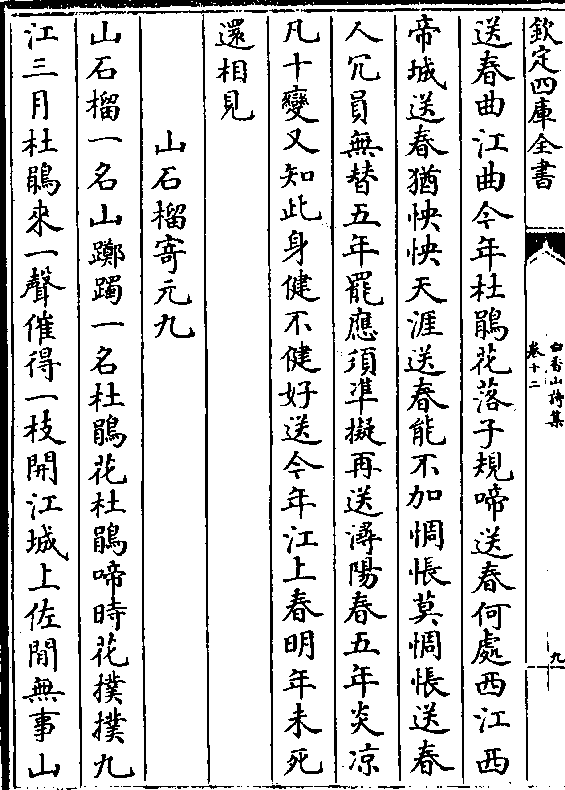 欽定四庫全書
白香山詩集
卷十二
九
送春曲江曲今年杜鵑花落子規啼送春何處西江西
帝城送春猶怏怏天涯送春能不加惆悵莫惆悵送春
人冗員無替五年罷應須凖擬再送潯陽春五年炎凉
凡十變又知此身健不健好送今年江上春明年未死
還相見
山石榴寄元九
山石榴一名山躑躅一名杜鵑花杜鵑啼時花撲撲九
江三月杜鵑來一聲催得一枝開江城上佐閒無事山